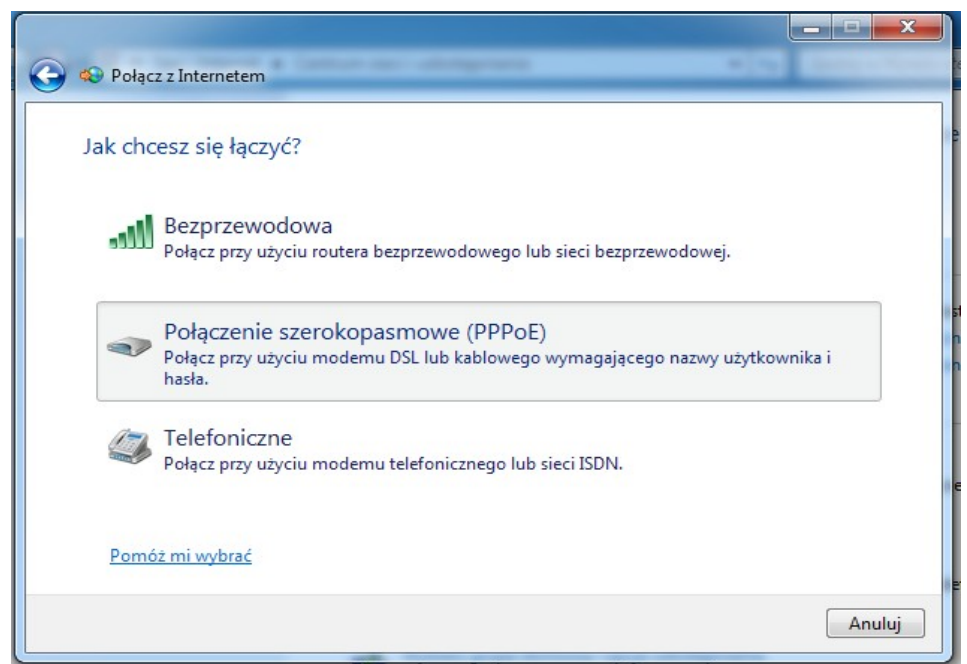 Połącz z Internetem
Jak chcesz się łączyć?
Bezprzewodowa
Połącz przy użyciu routera bezprzewodowego lub sieci bezprzewodowej.
Połączenie szerokopasmowe (PPPoE)
Połącz przy użyciu modemu DSL lub kablowego wymagającego nazwy użytkownika i
hasła.
Telefoniczne
Połącz przy użyciu modemu telefonicznego lub sieci ISDN.
Pomóż mi wybrać
Anuluj